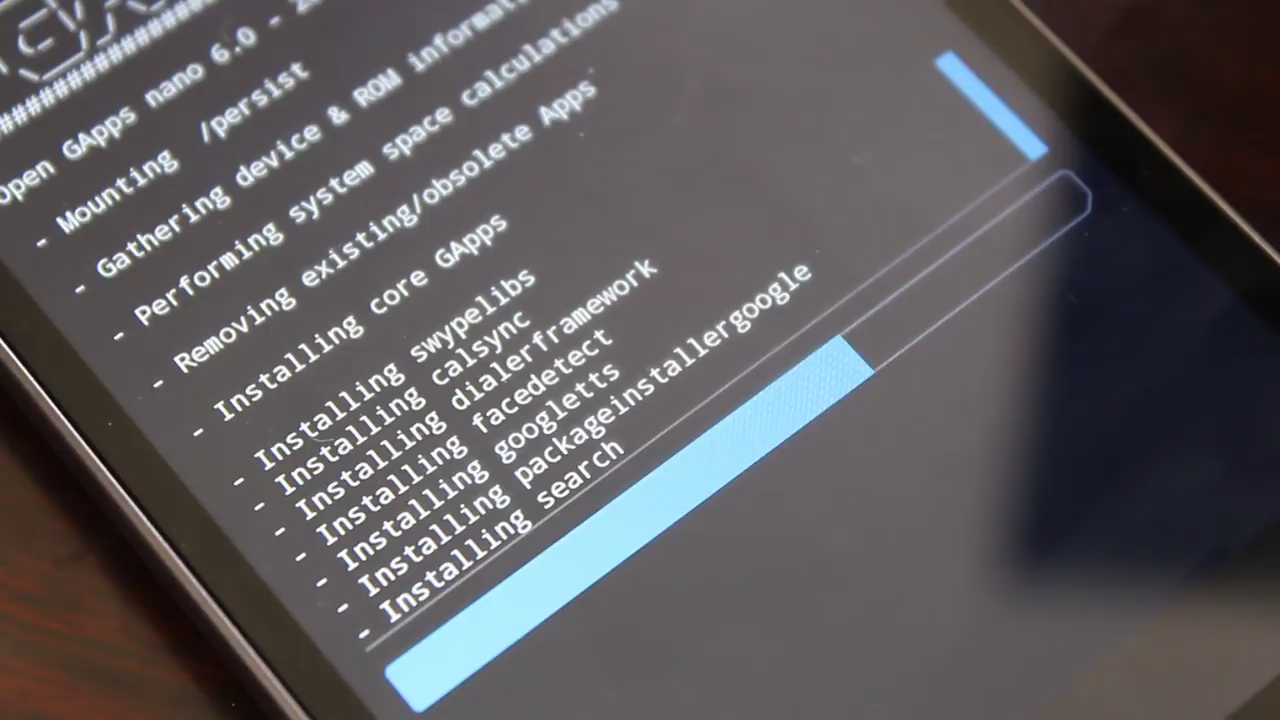 ##################
Open GApps nano 6.0 -
- Mounting /persist
- Gathering device & ROM
- Performing system space calculations
- Removing existing/obsolete Apps
- Installing core GApps
- Installing swypelibs
- Installing calsync
- Installing dialerframework
- Installing facedetect
- Installing googletts
- Installing packageinstallergoogle
- Installing search